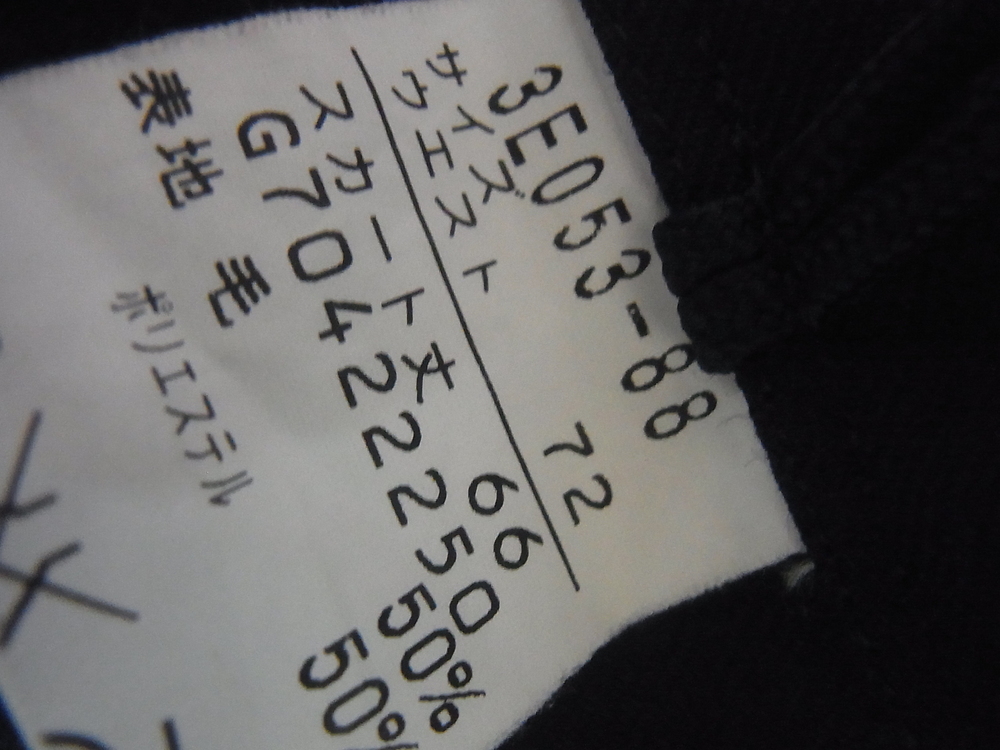 3E053-88
サイズ
ウエスト 72
スカート丈 66
G70422250
表地 毛 50%
ポリエステル 50%